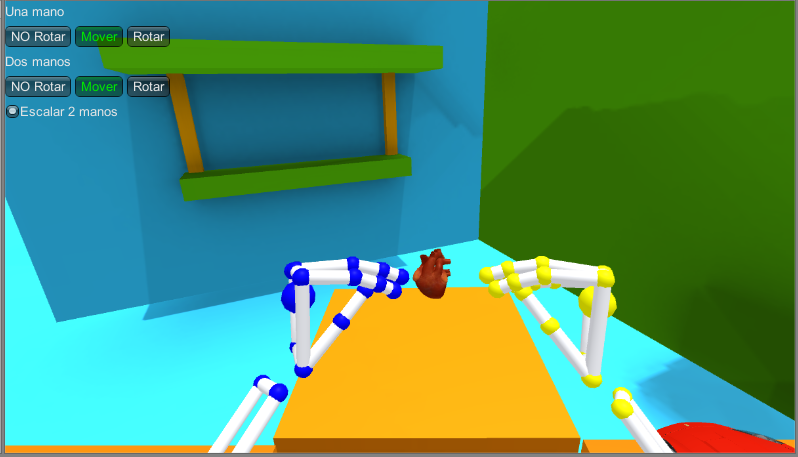 Una mano
NO Rotar Mover Rotar
Dos manos
NO Rotar Mover Rotar
Escalar 2 manos